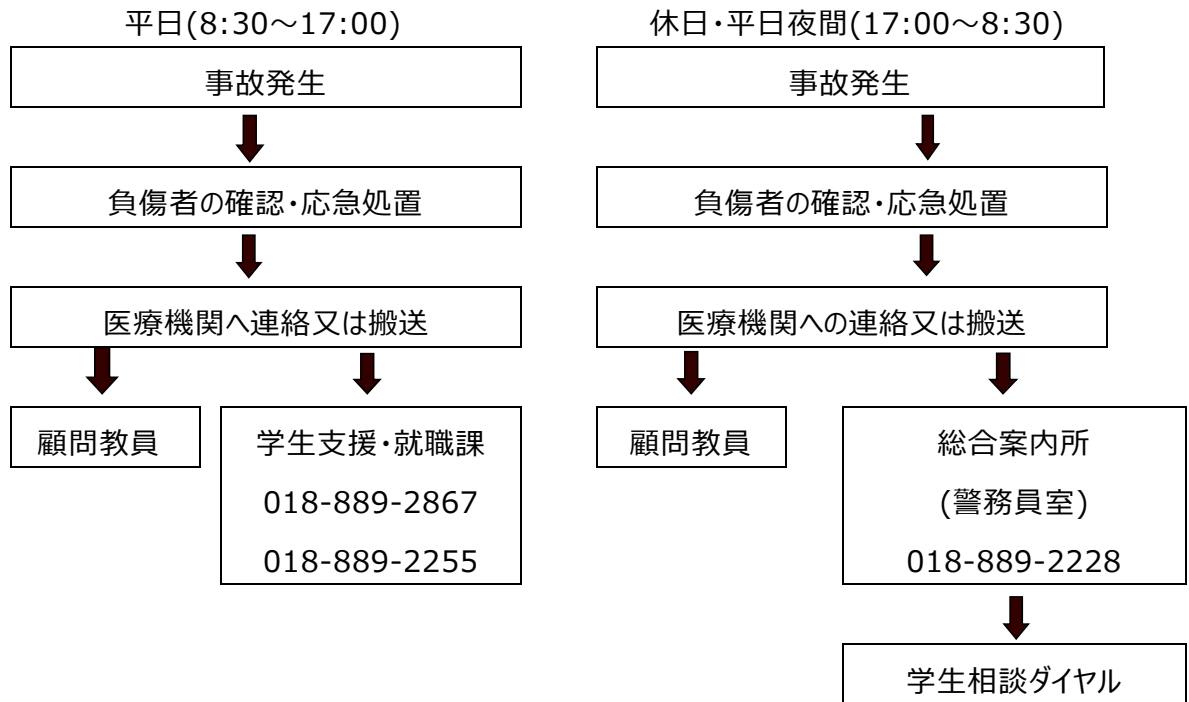 平日(8:30～17:00)
事故発生
負傷者の確認・応急処置
医療機関へ連絡又は搬送
顧問教員
学生支援・就職課
018-889-2867
018-889-2255
休日・平日夜間(17:00～8:30)
事故発生
負傷者の確認・応急処置
医療機関への連絡又は搬送
顧問教員
総合案内所
(警務員室)
018-889-2228
学生相談ダイヤル